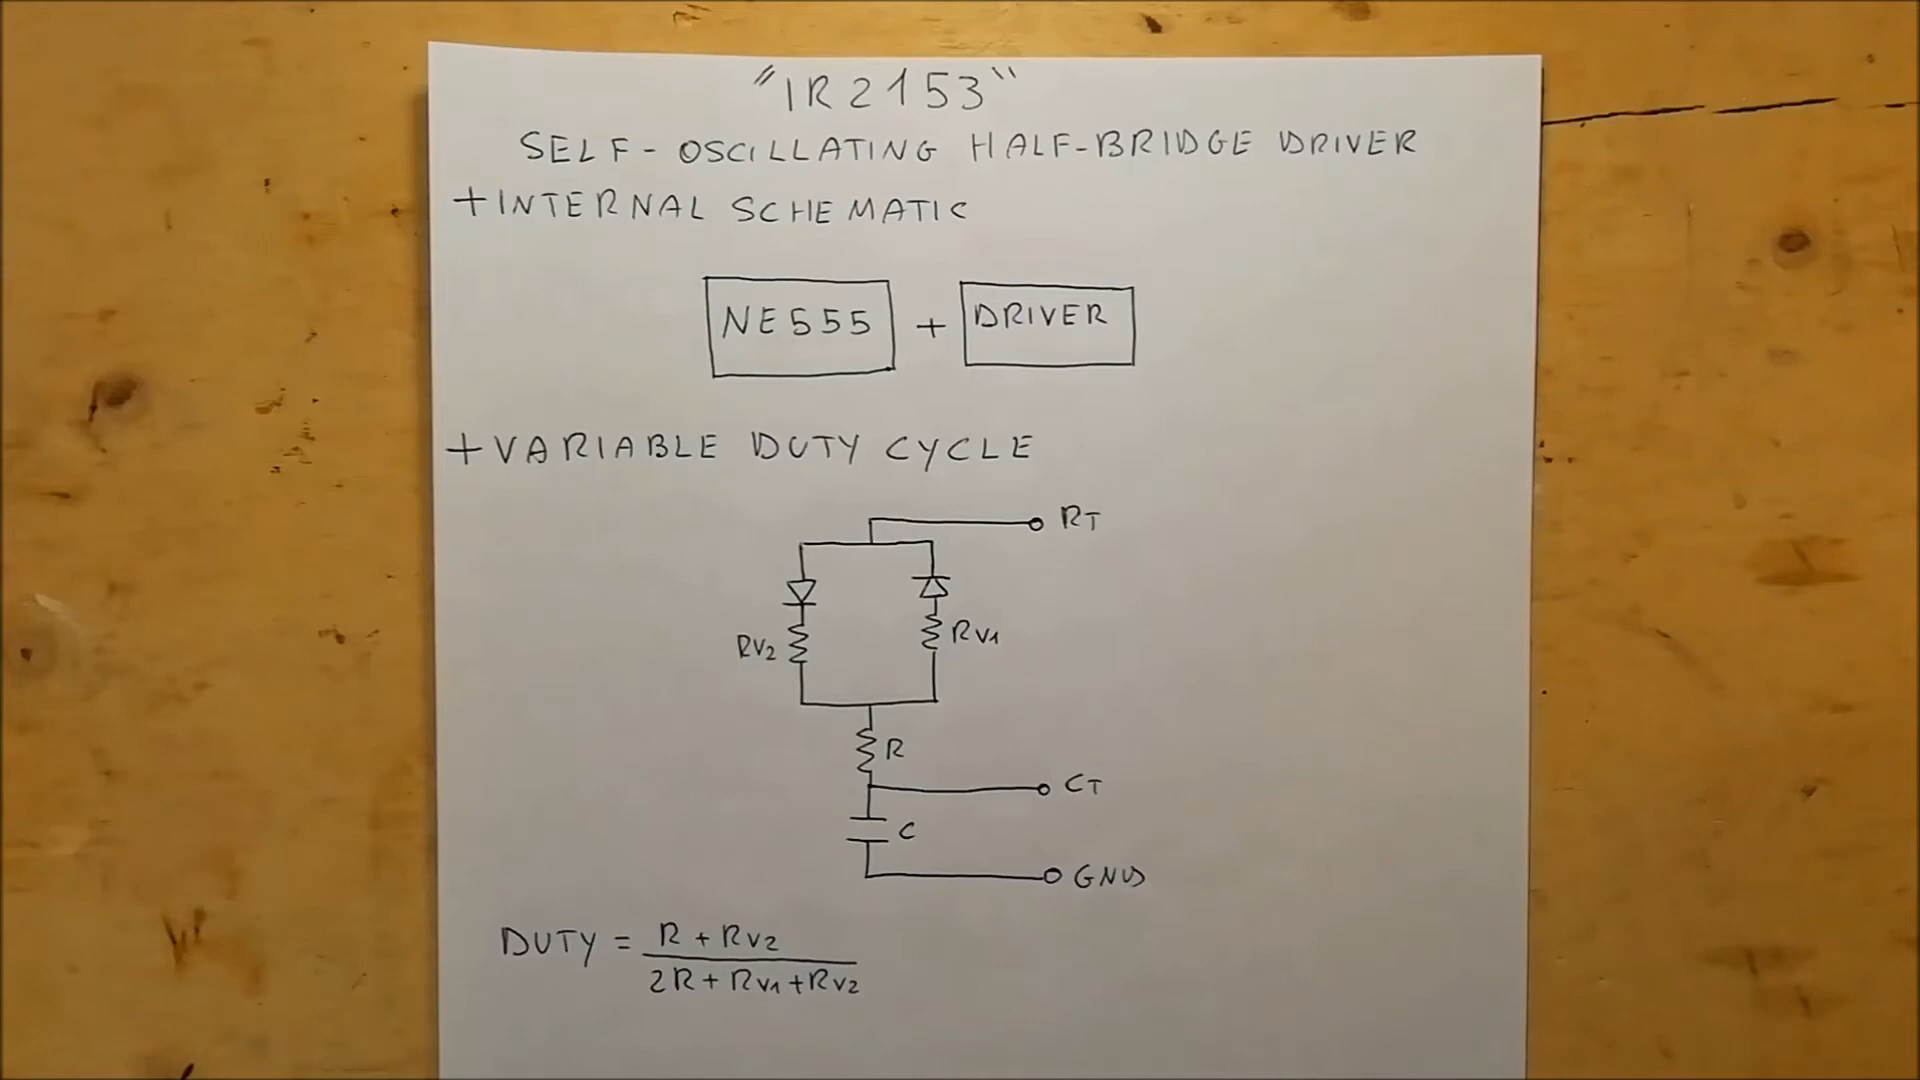 "IR2153"
SELF-OSCILLATING HALF-BRIDGE DRIVER
+INTERNAL SCHEMATIC
NE555 + DRIVER
+VARIABLE DUTY CYCLE
RT
RV2
RV1
R
CT
C
GND
DUTY = R + RV2
2R + RV1 + RV2